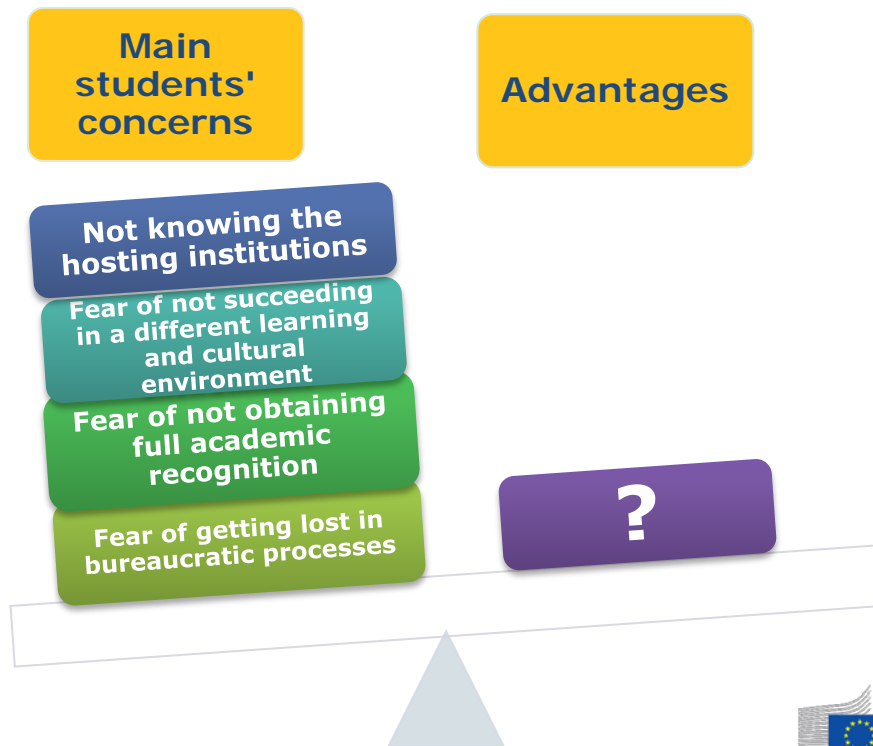 Main
students'
concerns
Advantages
Not knowing the
hosting institutions
Fear of not succeeding
in a different learning
and cultural
environment
Fear of not obtaining
full academic
recognition
Fear of getting lost in
bureaucratic processes
?